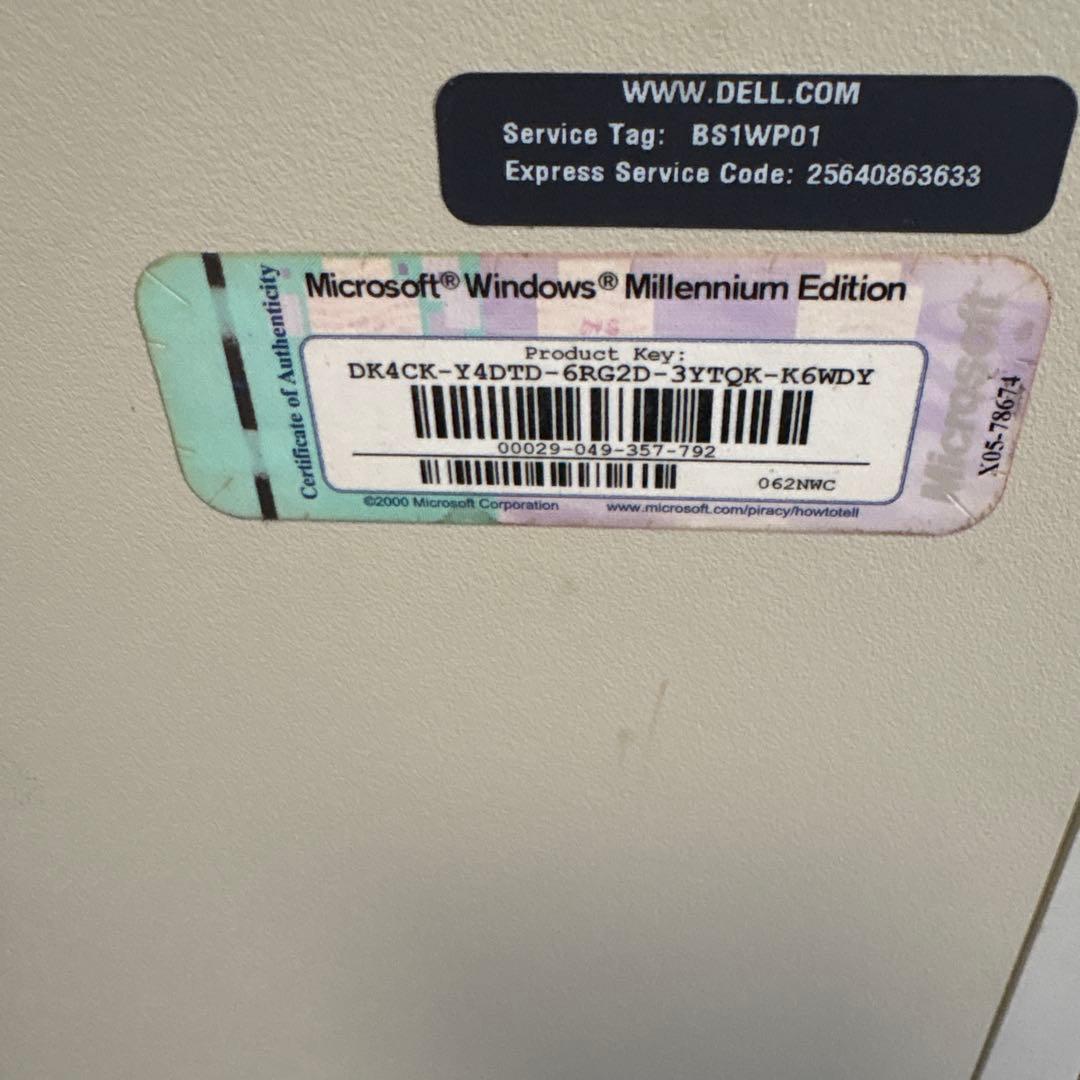 WWW.DELL.COM
Service Tag: BS1WP01
Express Service Code: 25640863633
Certificate of Authenticity
Microsoft® Windows® Millennium Edition
Product Key:
DK4CK-Y4DTD-6RG2D-3YTQK-K6WDY
00029-049-357-792
062NWC
©2000 Microsoft Corporation www.microsoft.com/piracy/howtotell
Microsoft
X05-78674